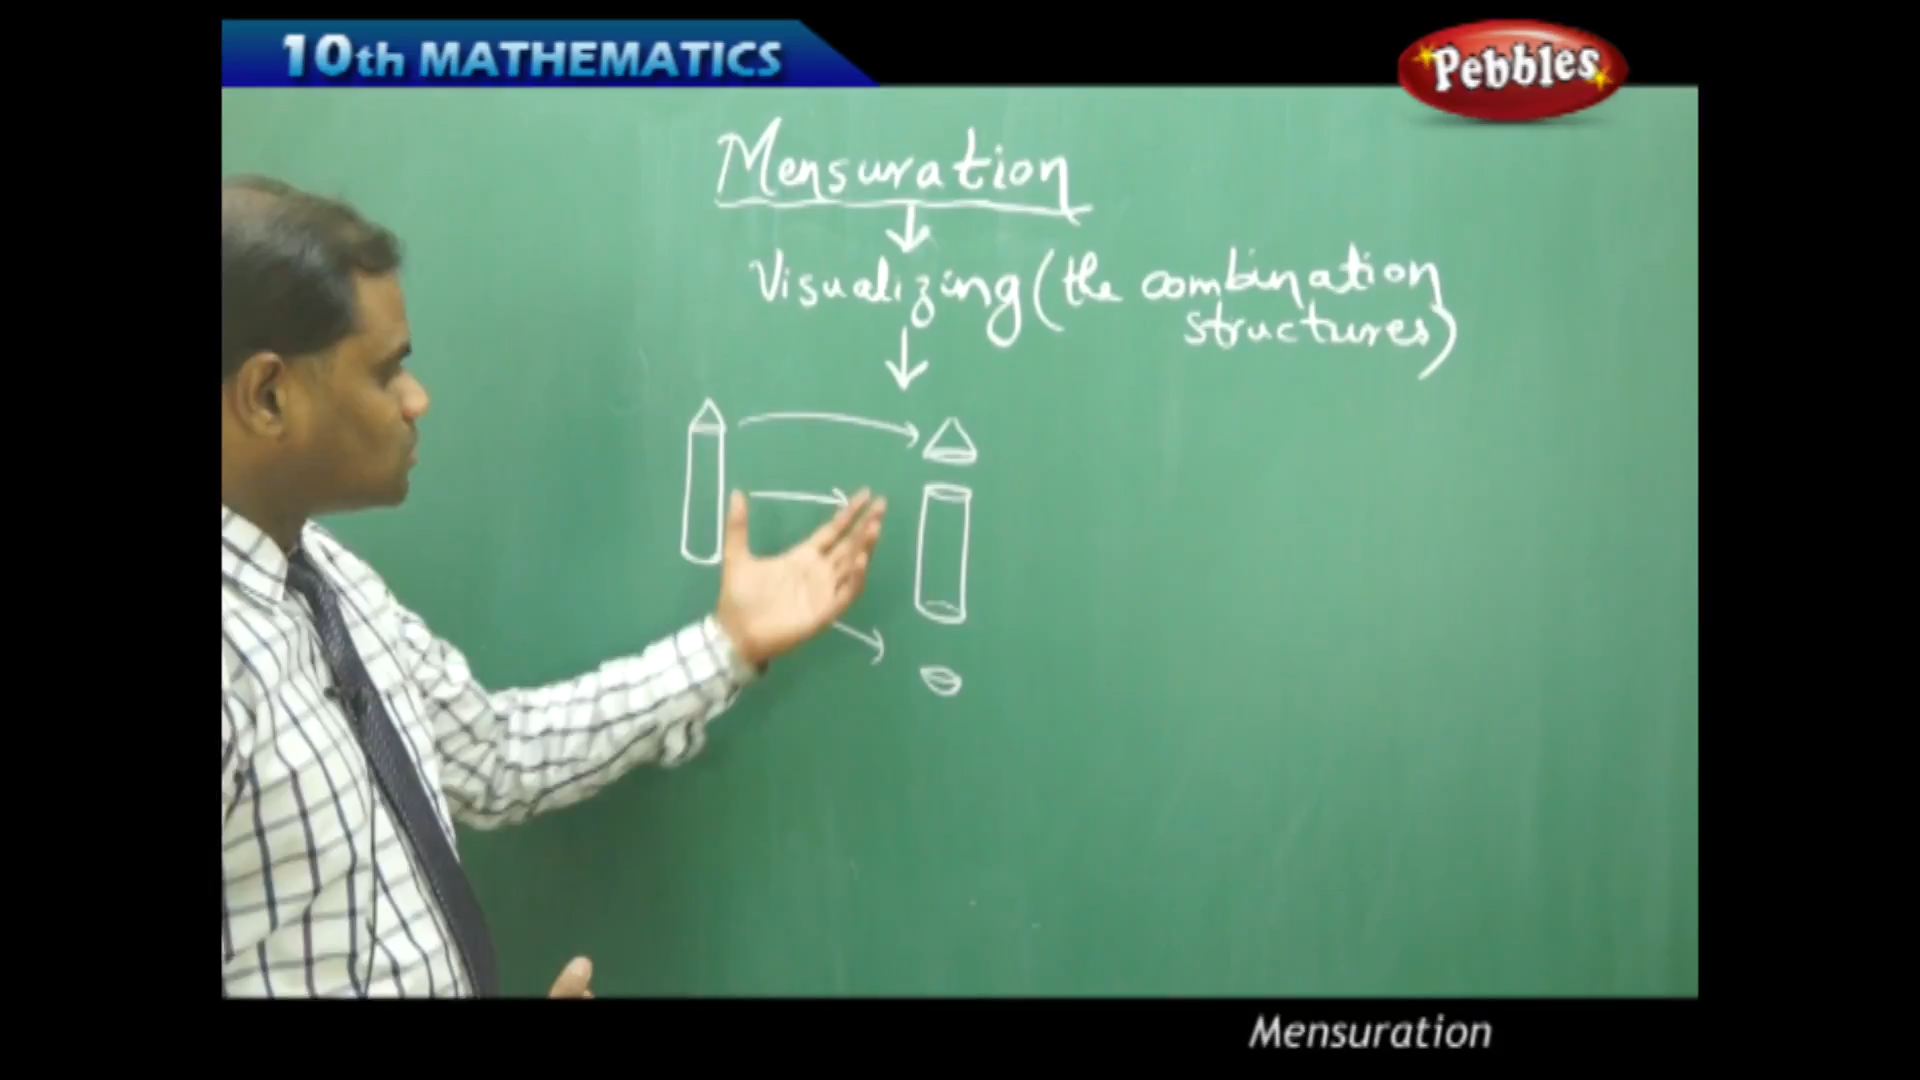 10th MATHEMATICS
Pebbles
Mensuration
Visualizing (the combination
structures)
Mensuration